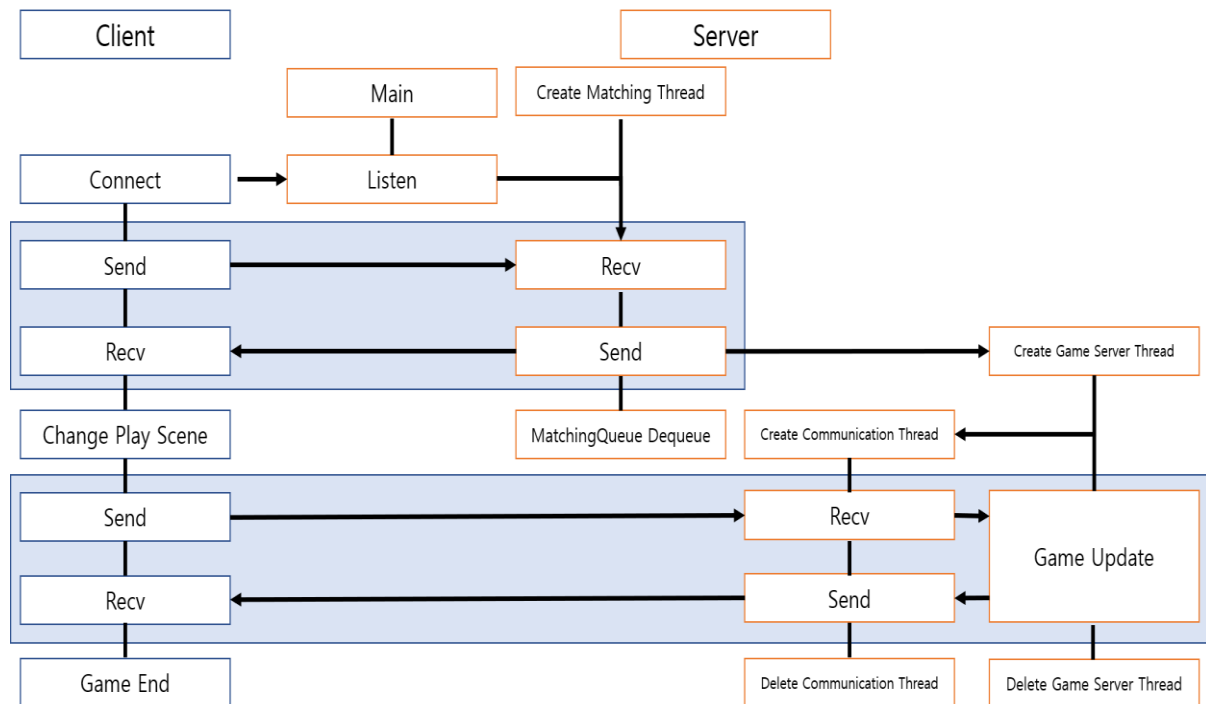 Client
Server
Main
Create Matching Thread
Connect
Listen
Send
Recv
Recv
Send
Create Game Server Thread
Change Play Scene
MatchingQueue Dequeue
Create Communication Thread
Send
Recv
Game Update
Recv
Send
Game End
Delete Communication Thread
Delete Game Server Thread